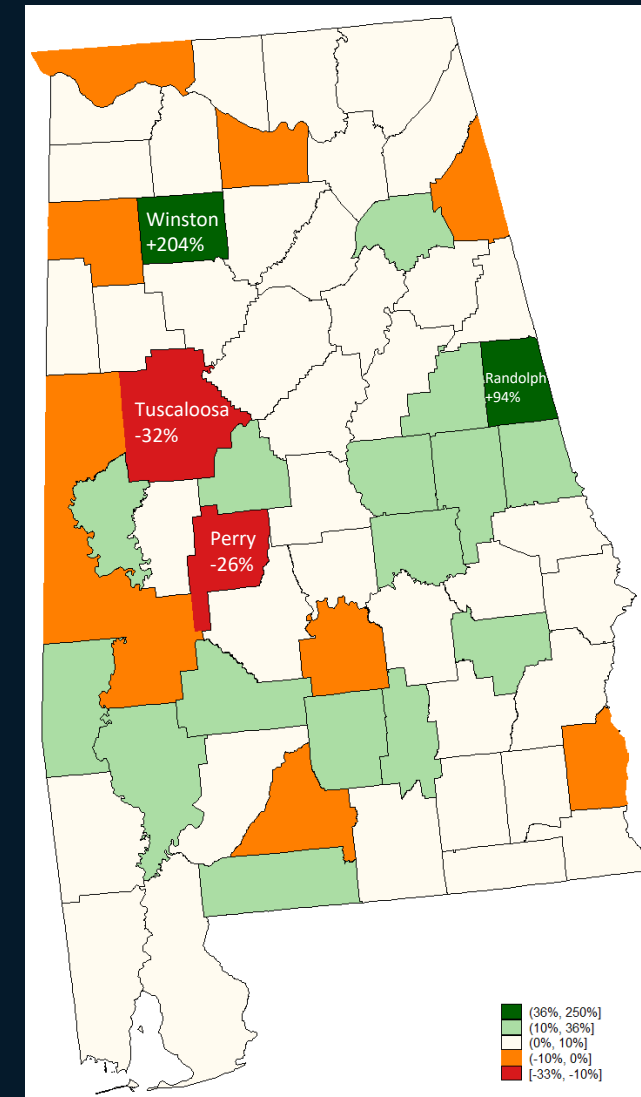 Winston
+204%
Randolph
+94%
Tuscaloosa
-32%
Perry
-26%
(36%, 250%]
(10%, 36%]
(0%, 10%]
(-10%, 0%]
[-33%, -10%]